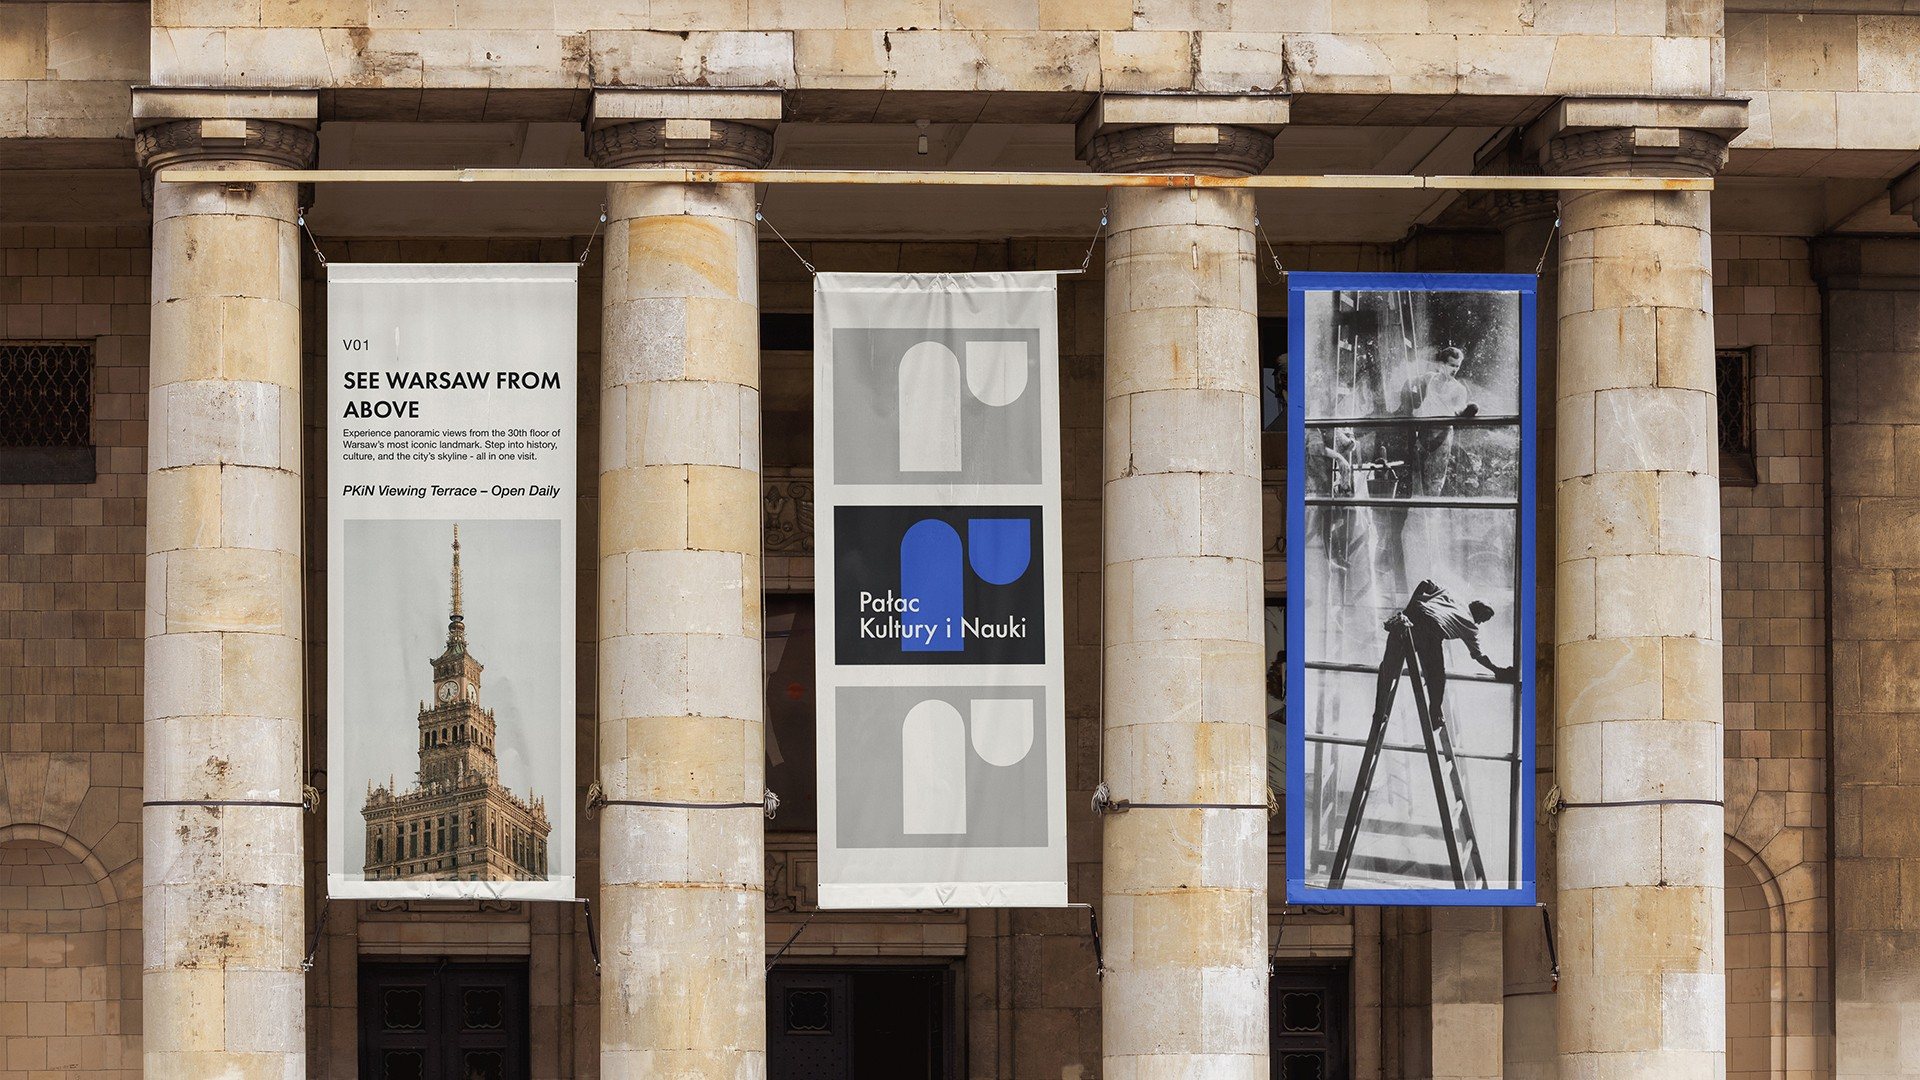 V01
SEE WARSAW FROM
ABOVE
Experience panoramic views from the 30th floor of
Warsaw's most iconic landmark. Step into history,
culture, and the city's skyline - all in one visit.
PKiN Viewing Terrace – Open Daily
Pałac
Kultury i Nauki